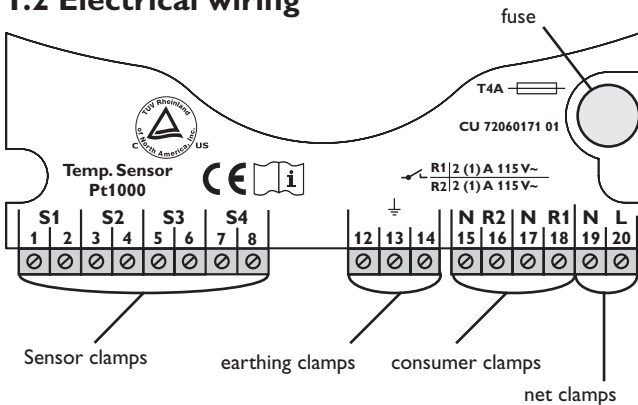 1.2 Electrical wiring
fuse
T4A
TÜV Rheinland
of North America, Inc.
C US
CU 72060171 01
Temp. Sensor
Pt1000
CE i
R1 2 (1) A 115 V~
R2 2 (1) A 115 V~
S1 S2 S3 S4
N R2 N R1 N L
1 2 3 4 5 6 7 8 12 13 14 15 16 17 18 19 20
Sensor clamps
earthing clamps
consumer clamps
net clamps